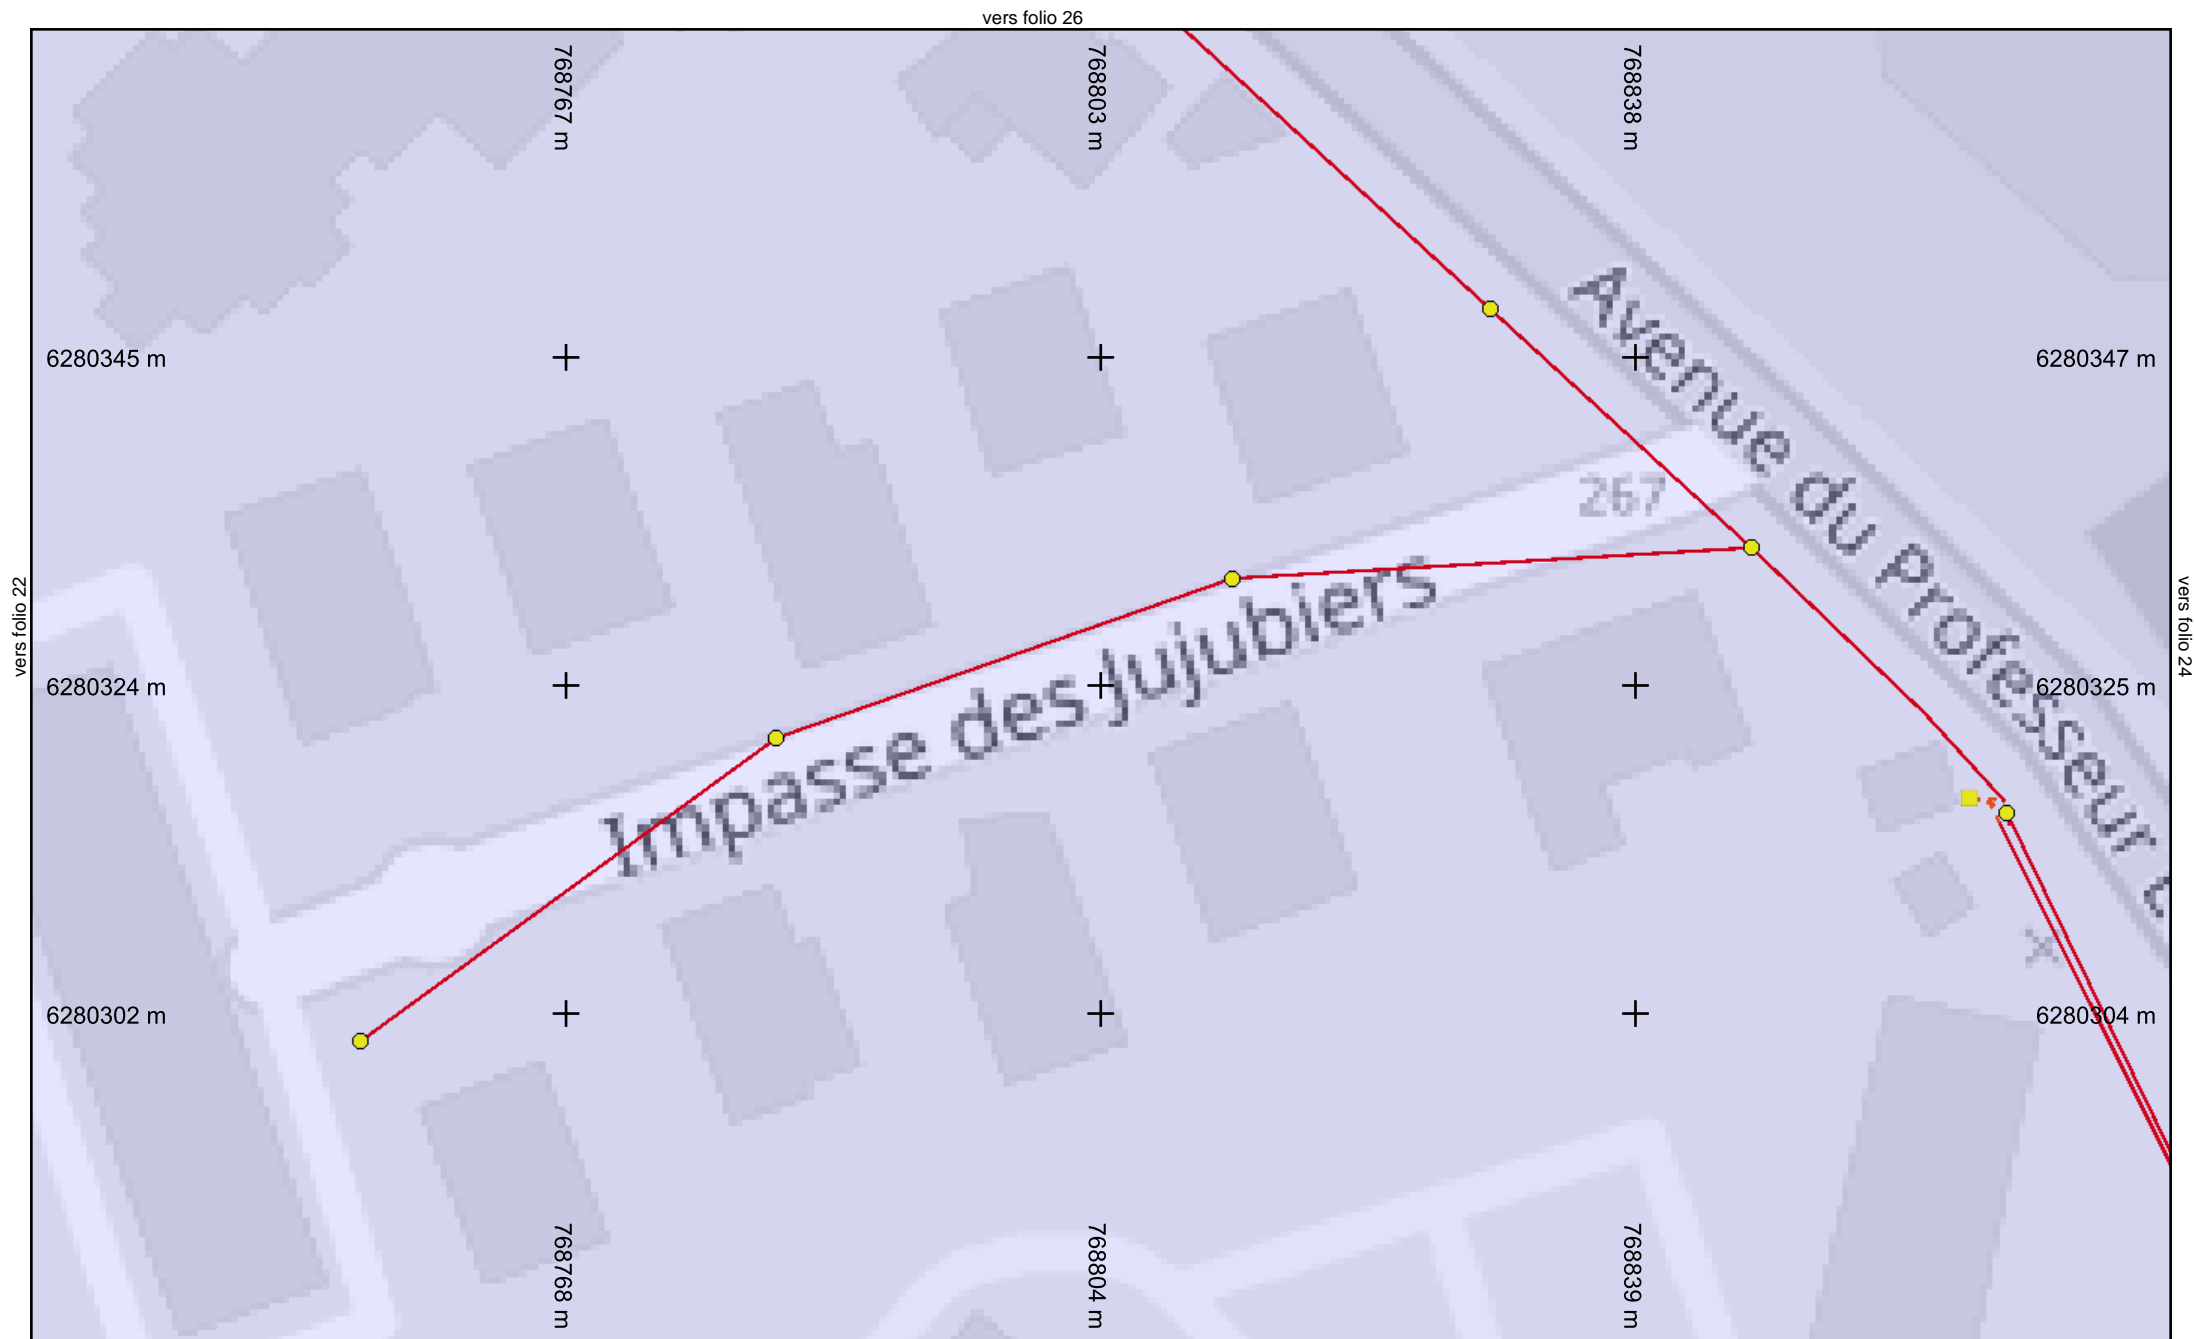 vers folio 26
768767 m
768803 m
768838 m
Avenue du Professeur
6280345 m
6280347 m
267
vers folio 22
vers folio 24
Impasse des Jujubiers
6280324 m
6280325 m
6280302 m
6280304 m
768768 m
768804 m
768839 m